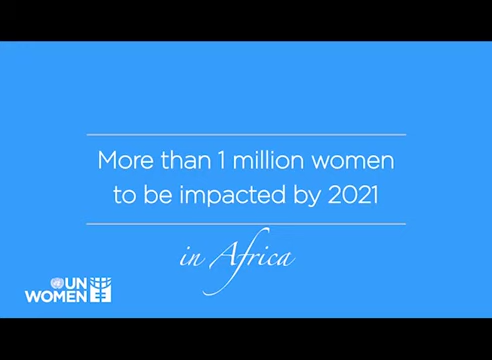 More than 1 million women
to be impacted by 2021
in Africa
UN
WOMEN